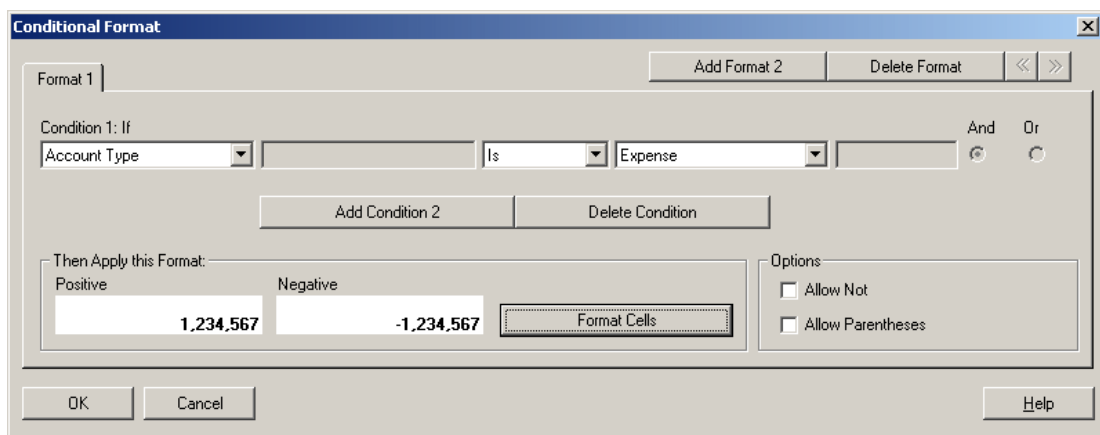 Conditional Format
Add Format 2 Delete Format
Format 1
Condition 1: If And Or
Account Type Is Expense
Add Condition 2 Delete Condition
Then Apply this Format: Options
Positive Negative Allow Not
1,234,567 -1,234,567 Format Cells Allow Parentheses
OK Cancel Help